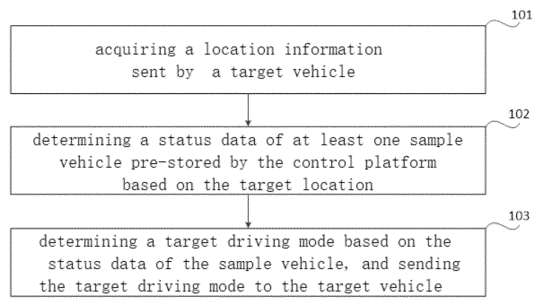 101
acquiring a location information
sent by a target vehicle
102
determining a status data of at least one sample
vehicle pre-stored by the control platform
based on the target location
103
determining a target driving mode based on the
status data of the sample vehicle, and sending
the target driving mode to the target vehicle